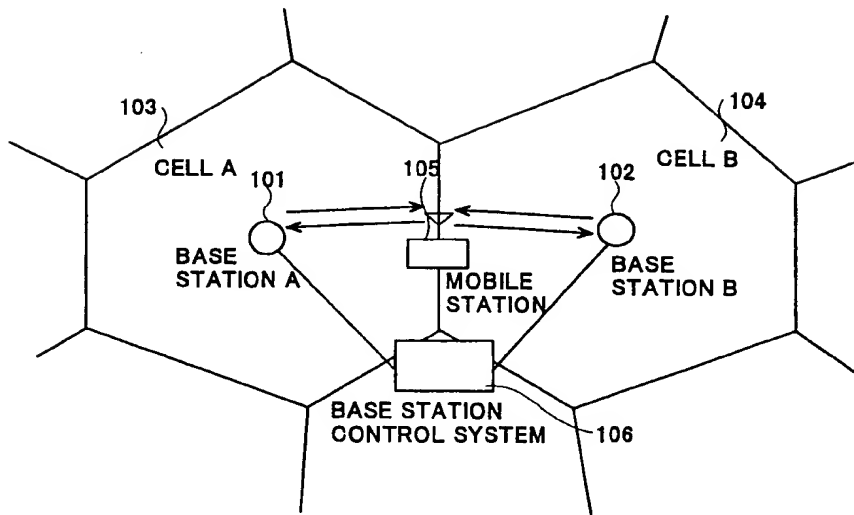 103
CELL A
104
CELL B
105
101
102
BASE
STATION A
MOBILE
STATION
BASE
STATION B
BASE STATION
CONTROL SYSTEM
106